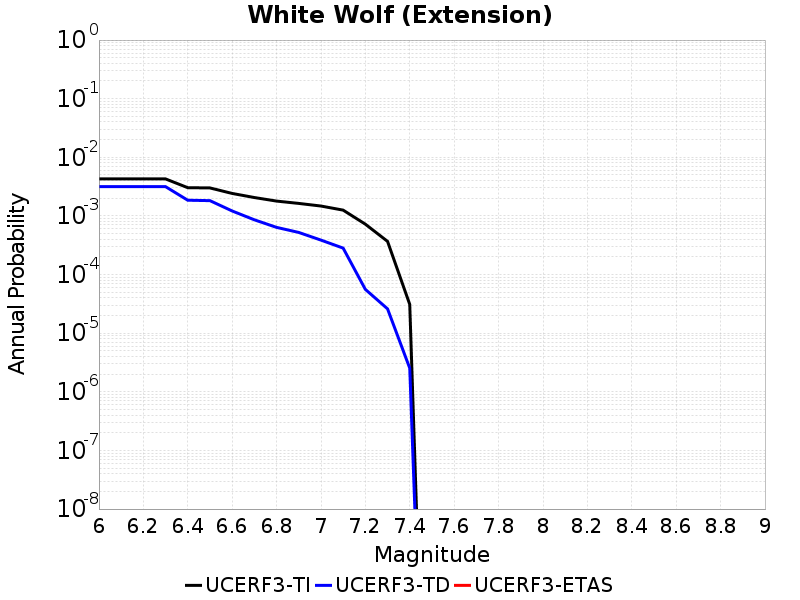 White Wolf (Extension)
Annual Probability
10^0
10^-1
10^-2
10^-3
10^-4
10^-5
10^-6
10^-7
10^-8
6 6.2 6.4 6.6 6.8 7 7.2 7.4 7.6 7.8 8 8.2 8.4 8.6 8.8 9
Magnitude
UCERF3-TI UCERF3-TD UCERF3-ETAS